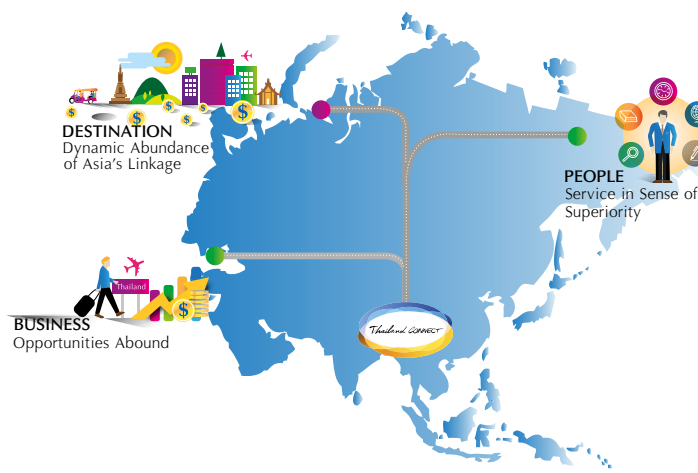 DESTINATION
Dynamic Abundance
of Asia's Linkage
PEOPLE
Service in Sense of
Superiority
Thailand
BUSINESS
Opportunities Abound
Thailand CONNECT
$
$
$
$
$
$